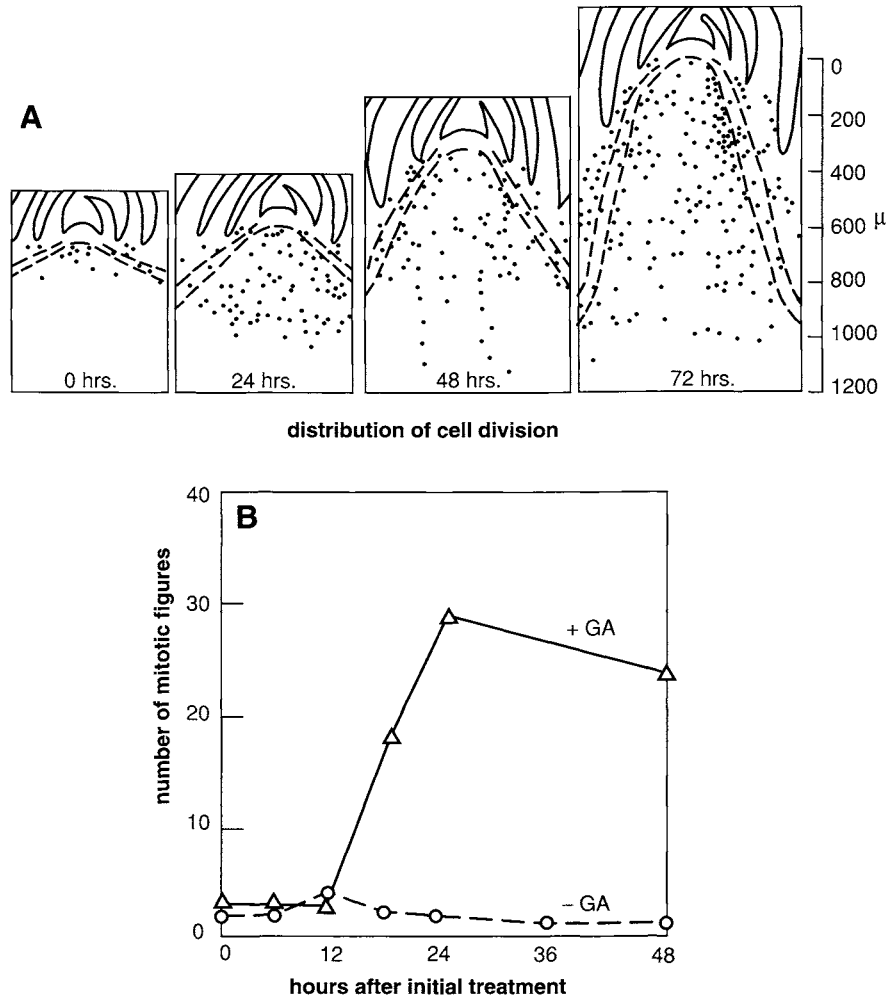 A
0 hrs.
24 hrs.
48 hrs.
72 hrs.
0
200
400
600 μ
800
1000
1200
distribution of cell division
B
number of mitotic figures
40
30
20
10
0
+ GA
– GA
0 12 24 36 48
hours after initial treatment